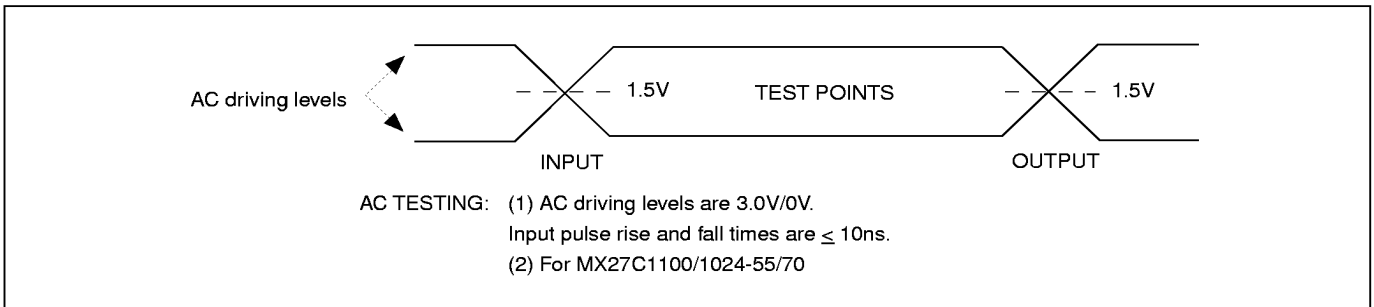 AC driving levels
1.5V
TEST POINTS
1.5V
INPUT
OUTPUT
AC TESTING: (1) AC driving levels are 3.0V/0V.
Input pulse rise and fall times are ≤ 10ns.
(2) For MX27C1100/1024-55/70